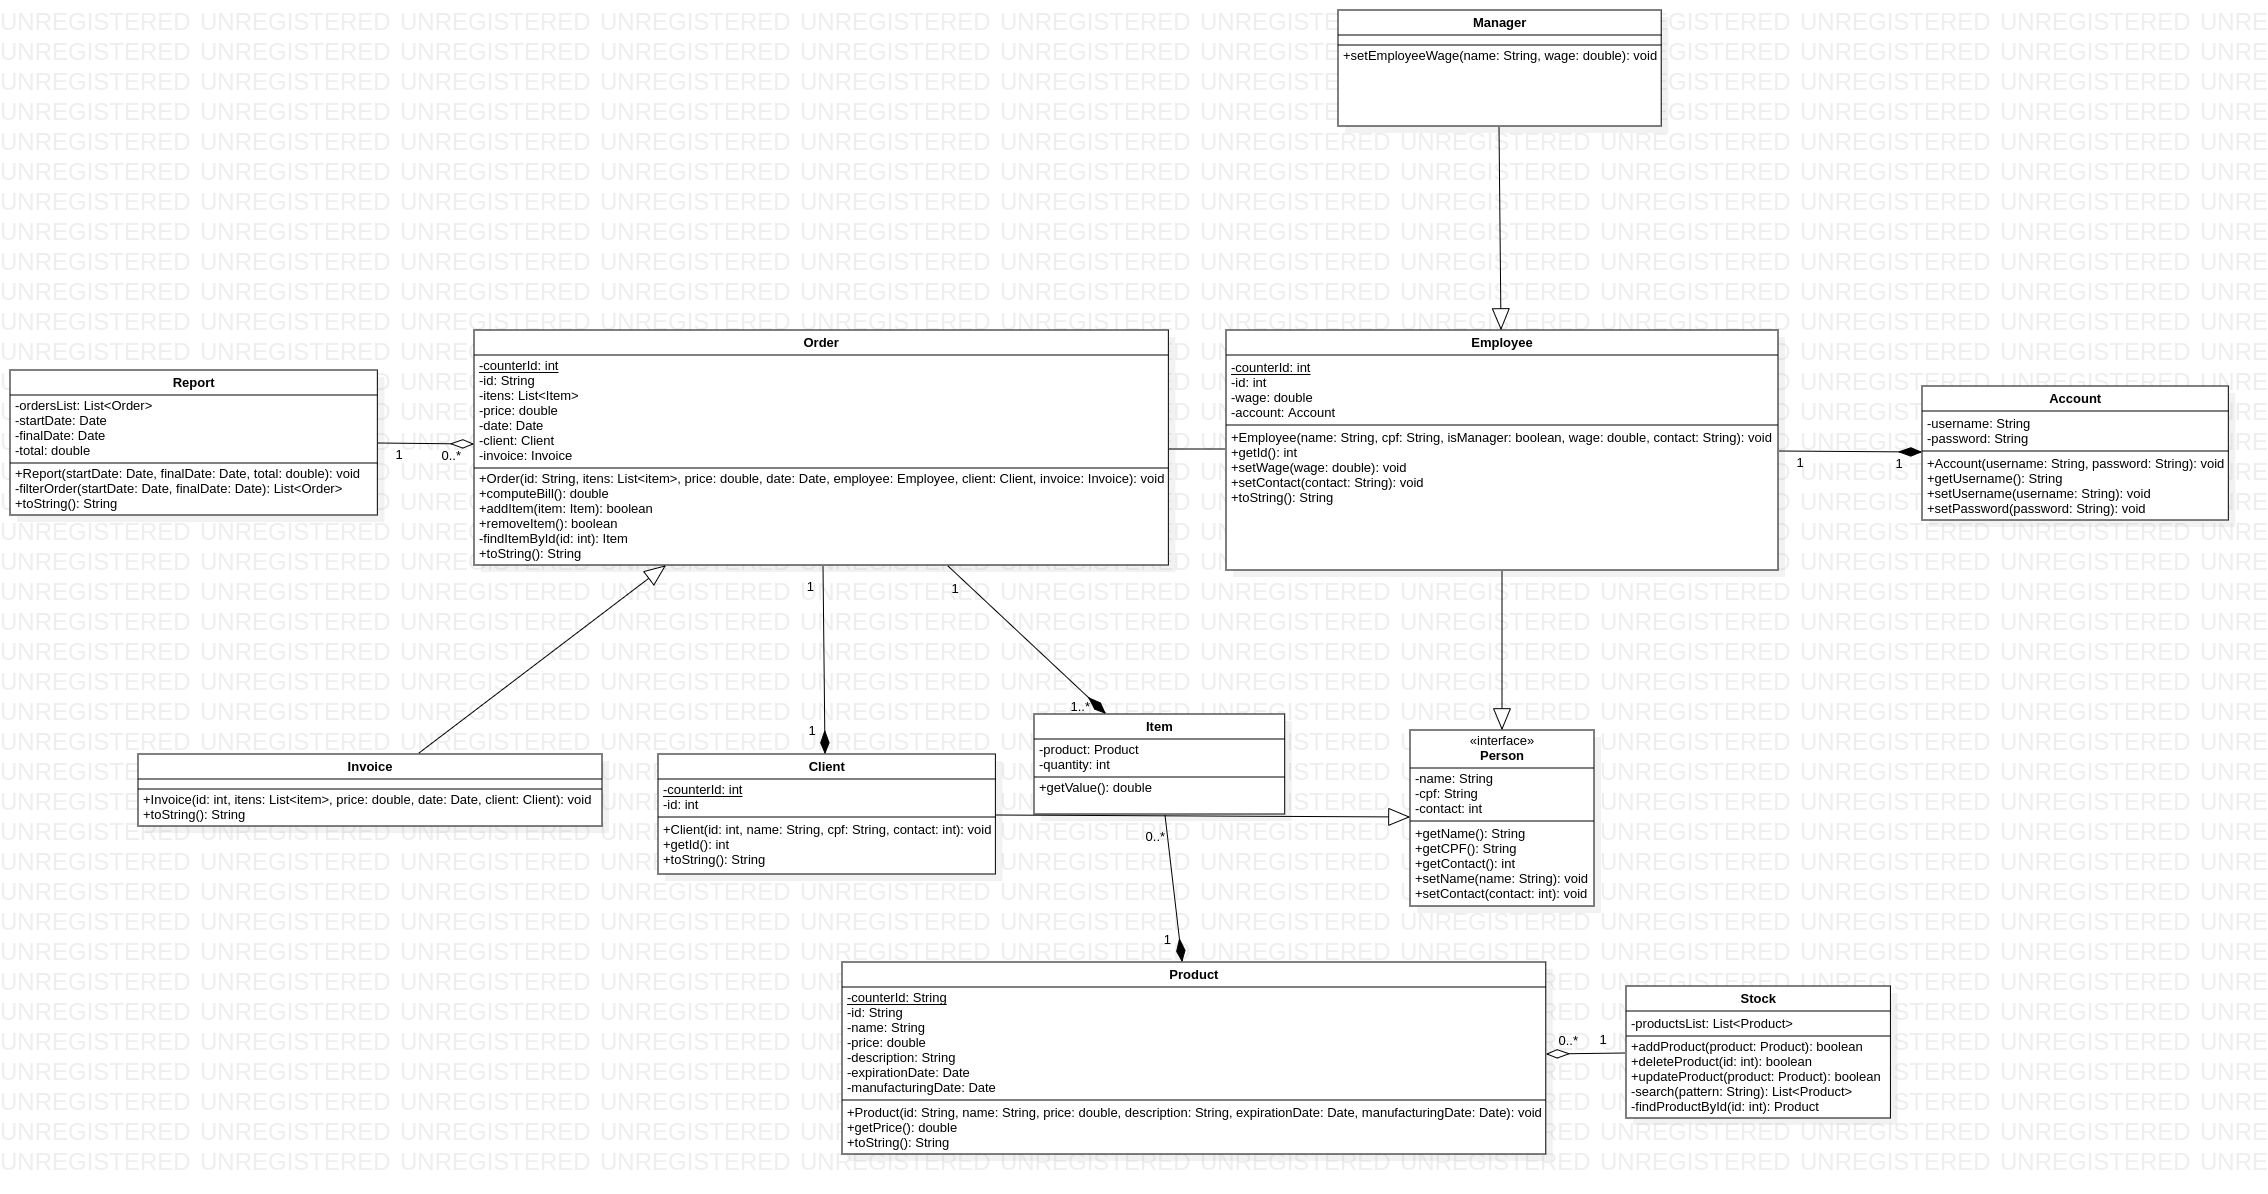 UNREGISTERED
Manager
+setEmployeeWage(name: String, wage: double): void
Order
-counterId: int
-id: String
-itens: List<Item>
-price: double
-date: Date
-client: Client
-invoice: Invoice
+Order(id: String, itens: List<item>, price: double, date: Date, employee: Employee, client: Client, invoice: Invoice): void
+computeBill(): double
+addItem(item: Item): boolean
+removeItem(): boolean
-findItemById(id: int): Item
+toString(): String
Employee
-counterId: int
-id: int
-wage: double
-account: Account
+Employee(name: String, cpf: String, isManager: boolean, wage: double, contact: String): void
+getId(): int
+setWage(wage: double): void
+setContact(contact: String): void
+toString(): String
Report
-ordersList: List<Order>
-startDate: Date
-finalDate: Date
-total: double
+Report(startDate: Date, finalDate: Date, total: double): void
-filterOrder(startDate: Date, finalDate: Date): List<Order>
+toString(): String
1
0..*
Account
-username: String
-password: String
+Account(username: String, password: String): void
+getUsername(): String
+setUsername(username: String): void
+setPassword(password: String): void
1
1
1
1
1
1..*
Invoice
+Invoice(id: int, itens: List<item>, price: double, date: Date, client: Client): void
+toString(): String
Client
-counterId: int
-id: int
+Client(id: int, name: String, cpf: String, contact: int): void
+getId(): int
+toString(): String
Item
-product: Product
-quantity: int
+getValue(): double
«interface»
Person
-name: String
-cpf: String
-contact: int
+getName(): String
+getCPF(): String
+getContact(): int
+setName(name: String): void
+setContact(contact: int): void
0..*
1
Product
-counterId: String
-id: String
-name: String
-price: double
-description: String
-expirationDate: Date
-manufacturingDate: Date
+Product(id: String, name: String, price: double, description: String, expirationDate: Date, manufacturingDate: Date): void
+getPrice(): double
+toString(): String
0..*
1
Stock
-productsList: List<Product>
+addProduct(product: Product): boolean
+deleteProduct(id: int): boolean
+updateProduct(product: Product): boolean
-search(pattern: String): List<Product>
-findProductById(id: int): Product